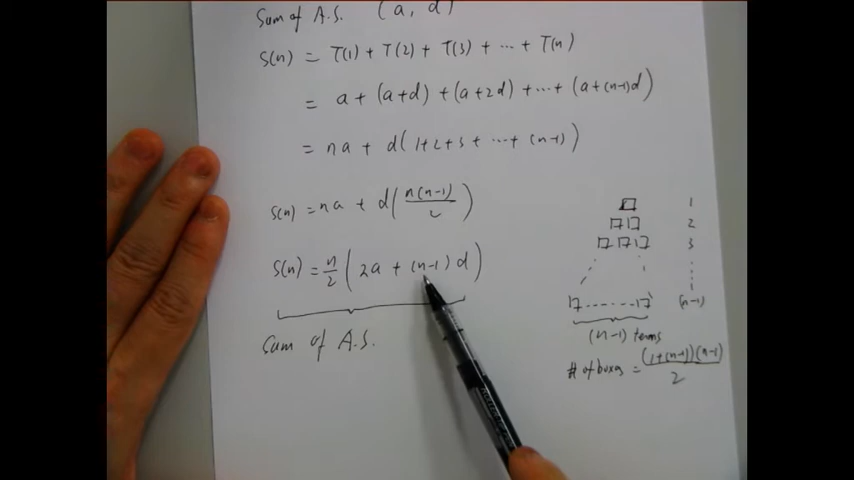 Sum of A.S. (a, d)
S(n) = T(1) + T(2) + T(3) + ... + T(n)
= a + (a+d) + (a+2d) + ... + (a+(n-1)d)
= na + d(1+2+3+ ... + (n-1))
S(n) = na + d(n(n-1)/2)
S(n) = n/2 (2a + (n-1)d)
Sum of A.S.
1
2
3
(n-1)
(n-1) terms
# of boxes = (1+(n-1))(n-1)/2